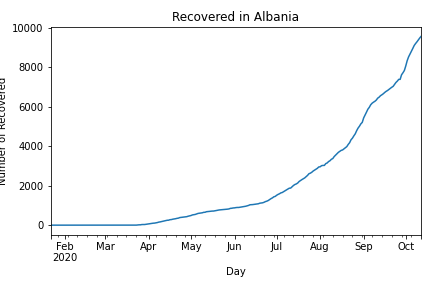 Recovered in Albania
10000
8000
6000
4000
2000
0
Number of Recovered
Feb Mar Apr May Jun Jul Aug Sep Oct
2020
Day